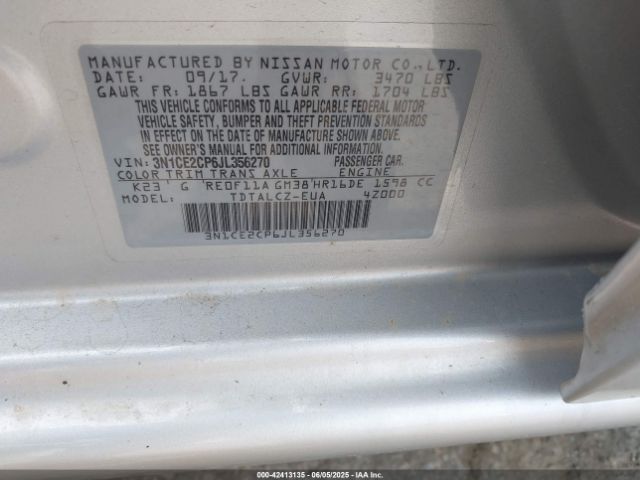 MANUFACTURED BY NISSAN MOTOR CO.,LTD.
DATE: 09/17. GVWR: 3470 LBS
GAWR FR: 1867 LBS GAWR RR: 1704 LBS
THIS VEHICLE CONFORMS TO ALL APPLICABLE FEDERAL MOTOR
VEHICLE SAFETY, BUMPER AND THEFT PREVENTION STANDARDS
IN EFFECT ON THE DATE OF MANUFACTURE SHOWN ABOVE.
SEE OWNER'S MANUAL FOR ADDITIONAL INFORMATION.
VIN: 3N1CE2CP6JL356270 PASSENGER CAR.
COLOR TRIM TRANS AXLE ENGINE
K23 G RE0F11A GM38 HR16DE 1598 CC
MODEL: TDTALCZ-EUA 4Z000
3N1CE2CP6JL356270
000-42413135 - 06/05/2025 - IAAI.COM